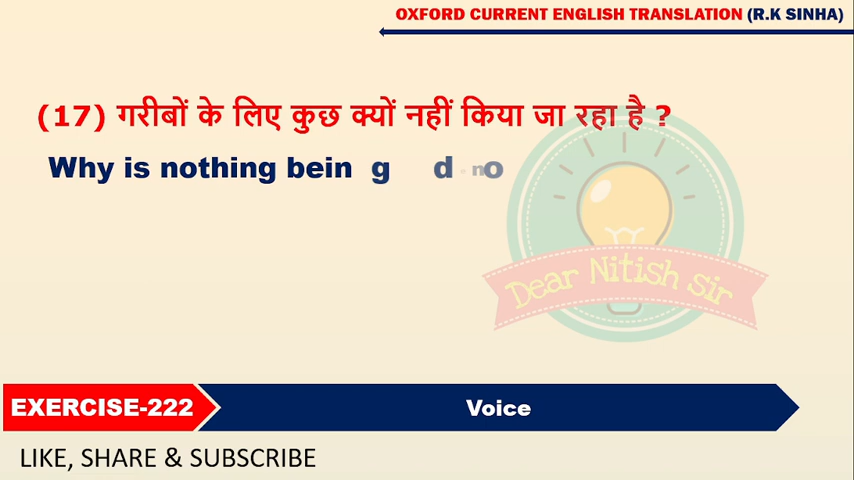 OXFORD CURRENT ENGLISH TRANSLATION (R.K SINHA)
(17) गरीबों के लिए कुछ क्यों नहीं किया जा रहा है ?
Why is nothing bein g d no
Dear Nitish sir
EXERCISE-222
Voice
LIKE, SHARE & SUBSCRIBE